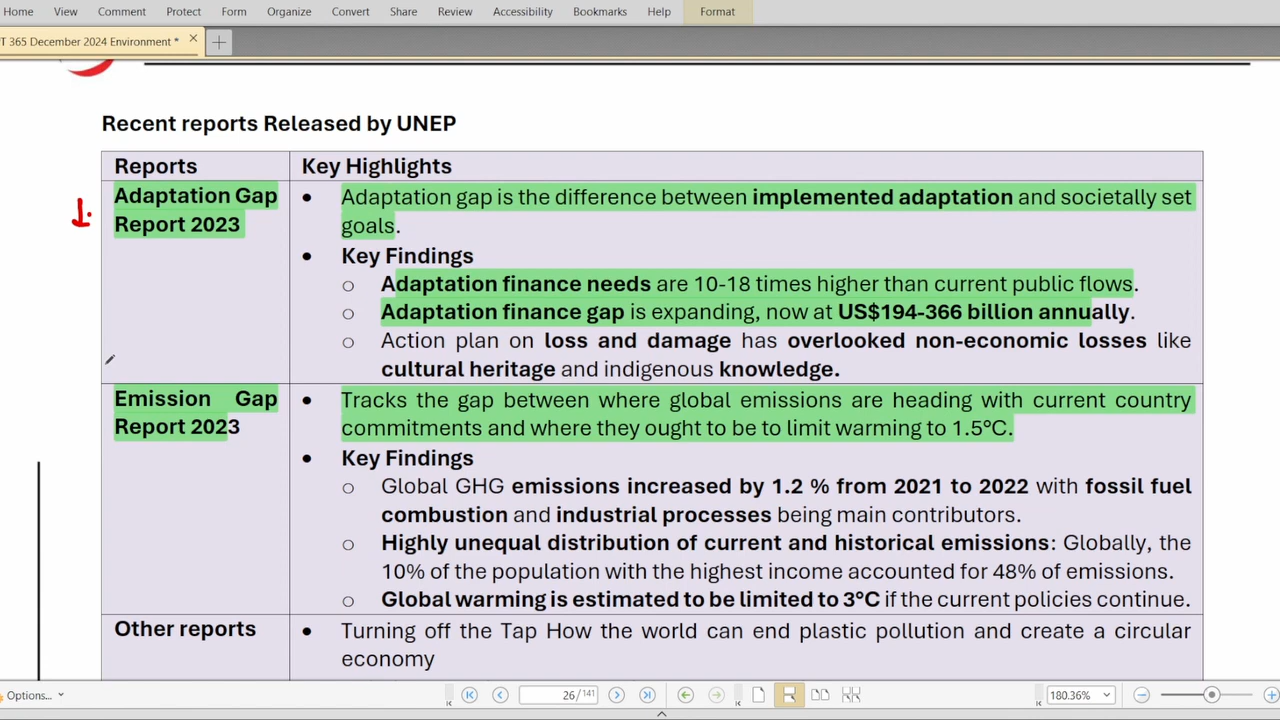 Home View Comment Protect Form Organize Convert Share Review Accessibility Bookmarks Help Format
T 365 December 2024 Environment *
Recent reports Released by UNEP
Reports Key Highlights
Adaptation Gap Report 2023
• Adaptation gap is the difference between implemented adaptation and societally set
goals.
• Key Findings
○ Adaptation finance needs are 10-18 times higher than current public flows.
○ Adaptation finance gap is expanding, now at US$194-366 billion annually.
○ Action plan on loss and damage has overlooked non-economic losses like
cultural heritage and indigenous knowledge.
Emission Gap
Report 2023
• Tracks the gap between where global emissions are heading with current country
commitments and where they ought to be to limit warming to 1.5°C.
• Key Findings
○ Global GHG emissions increased by 1.2 % from 2021 to 2022 with fossil fuel
combustion and industrial processes being main contributors.
○ Highly unequal distribution of current and historical emissions: Globally, the
10% of the population with the highest income accounted for 48% of emissions.
○ Global warming is estimated to be limited to 3°C if the current policies continue.
Other reports
• Turning off the Tap How the world can end plastic pollution and create a circular
economy
Options... 26/141 180.36%